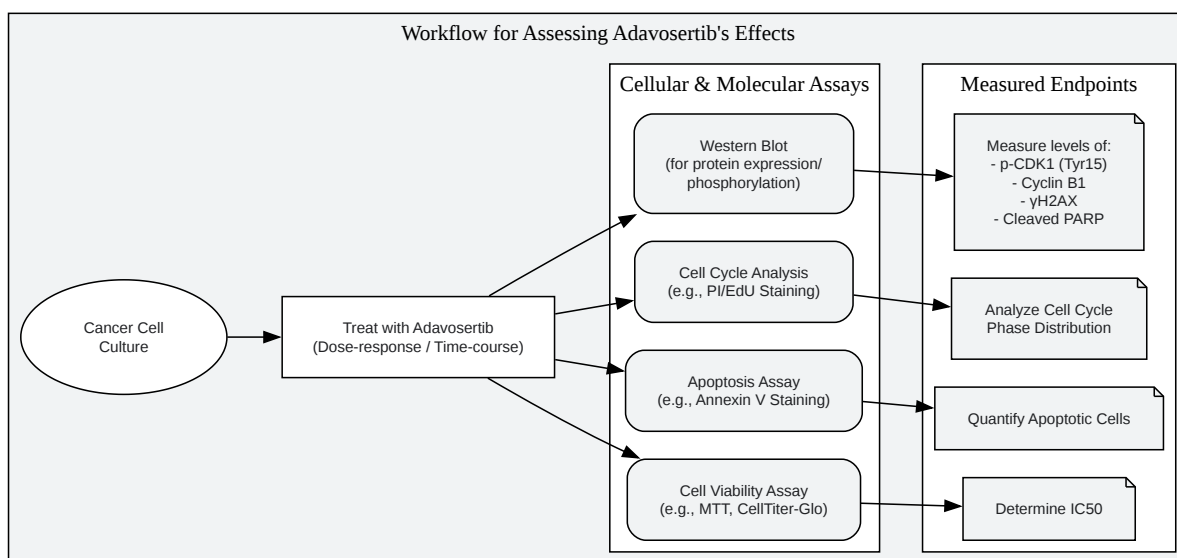 Workflow for Assessing Adavosertib's Effects
Cellular & Molecular Assays
Measured Endpoints
Western Blot
(for protein expression/
phosphorylation)
Measure levels of:
- p-CDK1 (Tyr15)
- Cyclin B1
- γH2AX
- Cleaved PARP
Cell Cycle Analysis
(e.g., PI/EdU Staining)
Analyze Cell Cycle
Phase Distribution
Cancer Cell
Culture
Treat with Adavosertib
(Dose-response / Time-course)
Apoptosis Assay
(e.g., Annexin V Staining)
Quantify Apoptotic Cells
Cell Viability Assay
(e.g., MTT, CellTiter-Glo)
Determine IC50